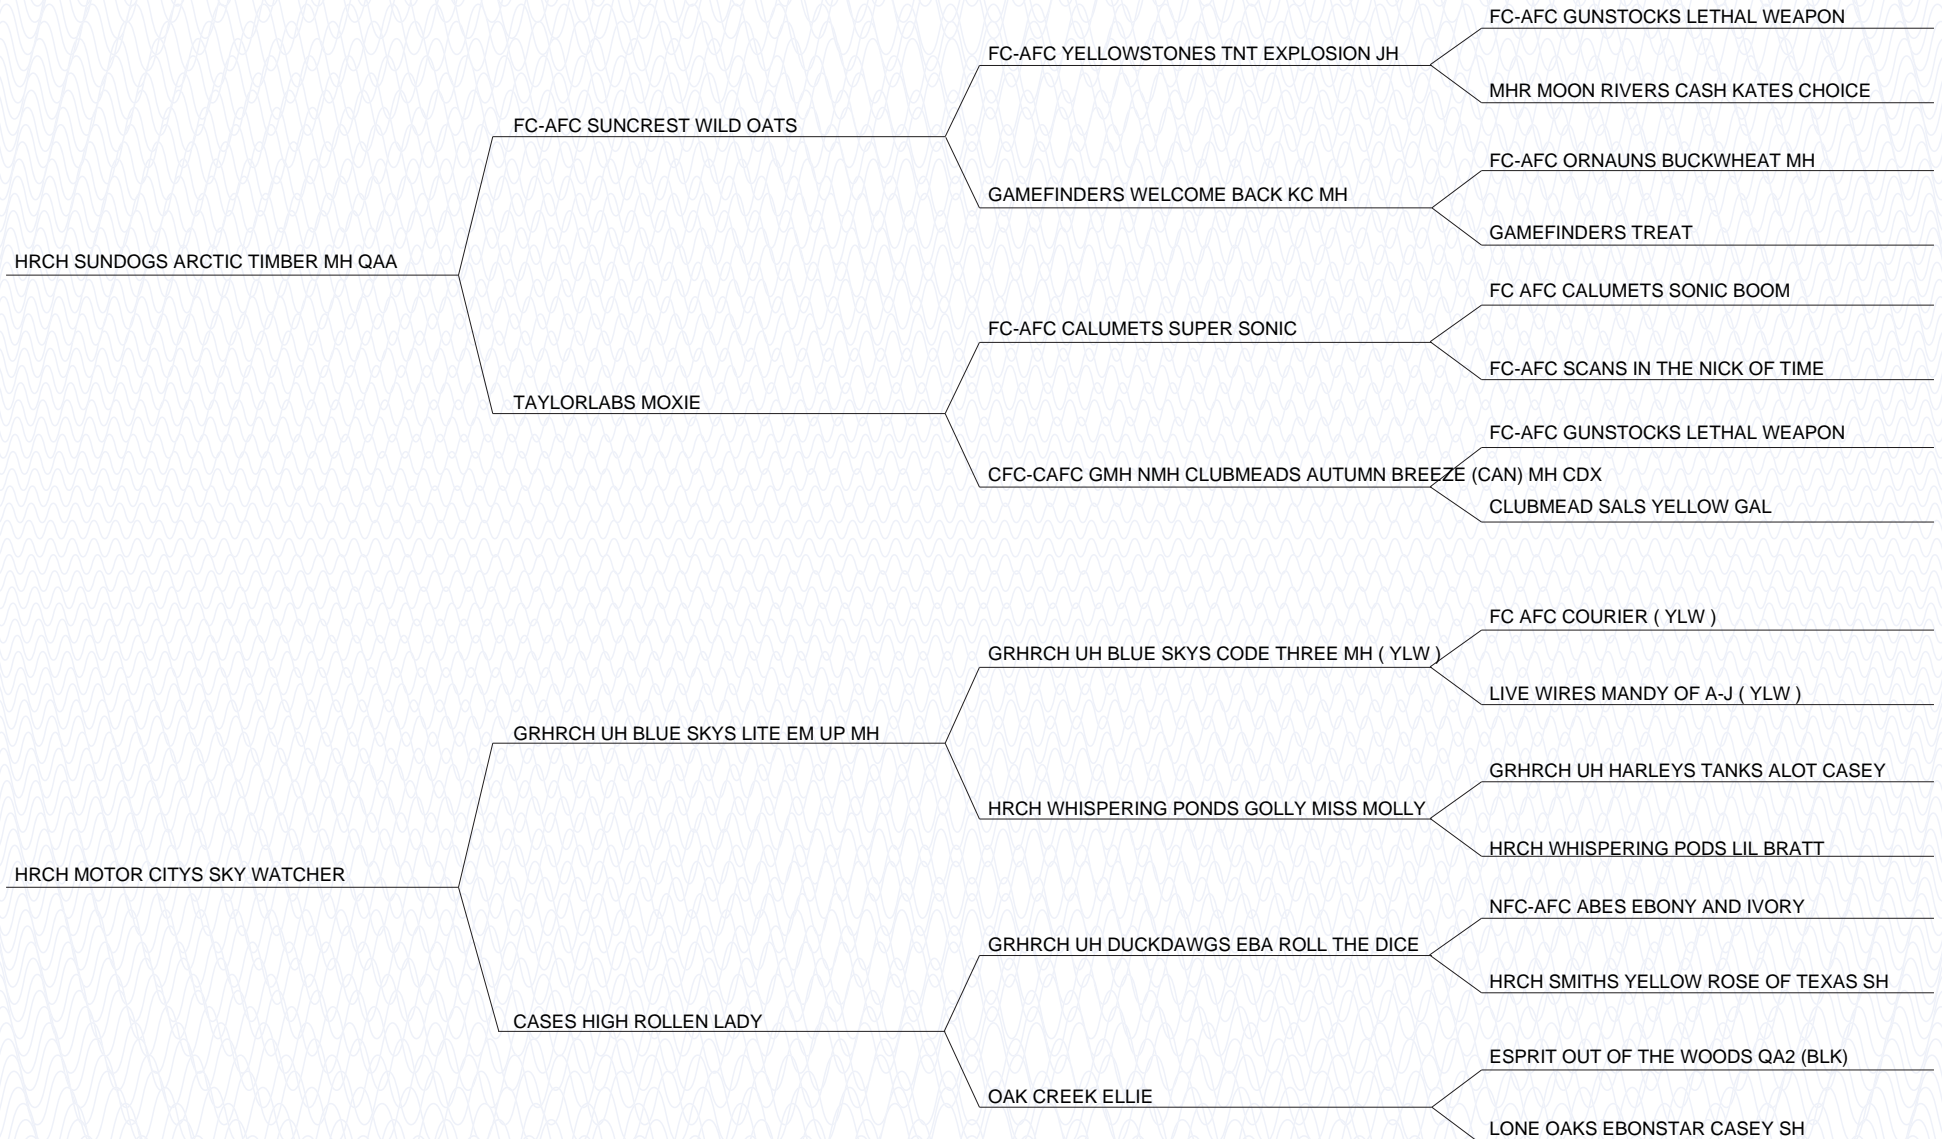 FC-AFC GUNSTOCKS LETHAL WEAPON
FC-AFC YELLOWSTONES TNT EXPLOSION JH
MHR MOON RIVERS CASH KATES CHOICE
FC-AFC SUNCREST WILD OATS
FC-AFC ORNAUNS BUCKWHEAT MH
GAMEFINDERS WELCOME BACK KC MH
GAMEFINDERS TREAT
HRCH SUNDOGS ARCTIC TIMBER MH QAA
FC AFC CALUMETS SONIC BOOM
FC-AFC CALUMETS SUPER SONIC
FC-AFC SCANS IN THE NICK OF TIME
TAYLORLABS MOXIE
FC-AFC GUNSTOCKS LETHAL WEAPON
CFC-CAFC GMH NMH CLUBMEADS AUTUMN BREEZE (CAN) MH CDX
CLUBMEAD SALS YELLOW GAL
FC AFC COURIER ( YLW )
GRHRCH UH BLUE SKYS CODE THREE MH ( YLW )
LIVE WIRES MANDY OF A-J ( YLW )
GRHRCH UH BLUE SKYS LITE EM UP MH
GRHRCH UH HARLEYS TANKS ALOT CASEY
HRCH WHISPERING PONDS GOLLY MISS MOLLY
HRCH WHISPERING PODS LIL BRATT
HRCH MOTOR CITYS SKY WATCHER
NFC-AFC ABES EBONY AND IVORY
GRHRCH UH DUCKDAWGS EBA ROLL THE DICE
HRCH SMITHS YELLOW ROSE OF TEXAS SH
CASES HIGH ROLLEN LADY
ESPRIT OUT OF THE WOODS QA2 (BLK)
OAK CREEK ELLIE
LONE OAKS EBONSTAR CASEY SH